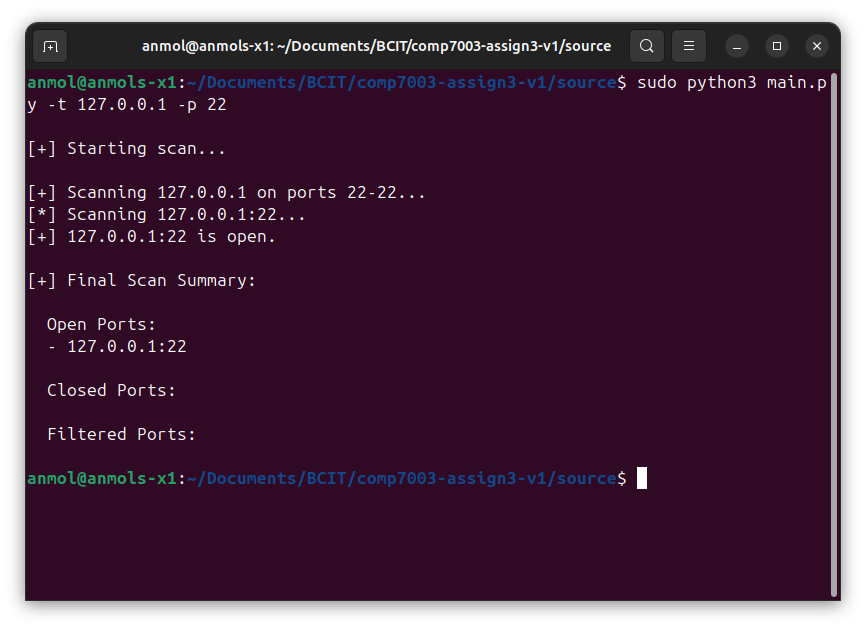 anmol@anmols-x1: ~/Documents/BCIT/comp7003-assign3-v1/source
anmol@anmols-x1:~/Documents/BCIT/comp7003-assign3-v1/source$ sudo python3 main.p
y -t 127.0.0.1 -p 22
[+] Starting scan...
[+] Scanning 127.0.0.1 on ports 22-22...
[*] Scanning 127.0.0.1:22...
[+] 127.0.0.1:22 is open.
[+] Final Scan Summary:
Open Ports:
- 127.0.0.1:22
Closed Ports:
Filtered Ports:
anmol@anmols-x1:~/Documents/BCIT/comp7003-assign3-v1/source$